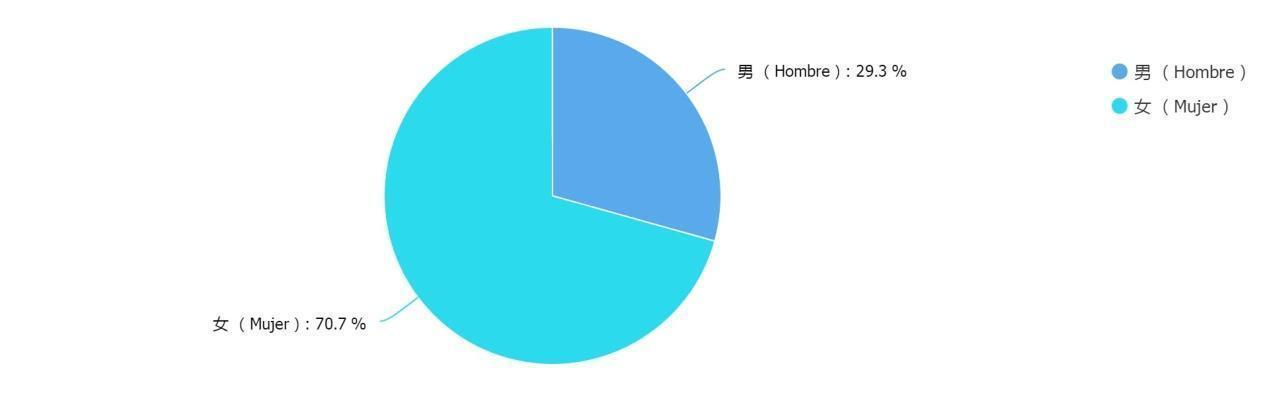 男 ( Hombre ) : 29.3 %
男 ( Hombre )
女 ( Mujer )
女 ( Mujer ) : 70.7 %